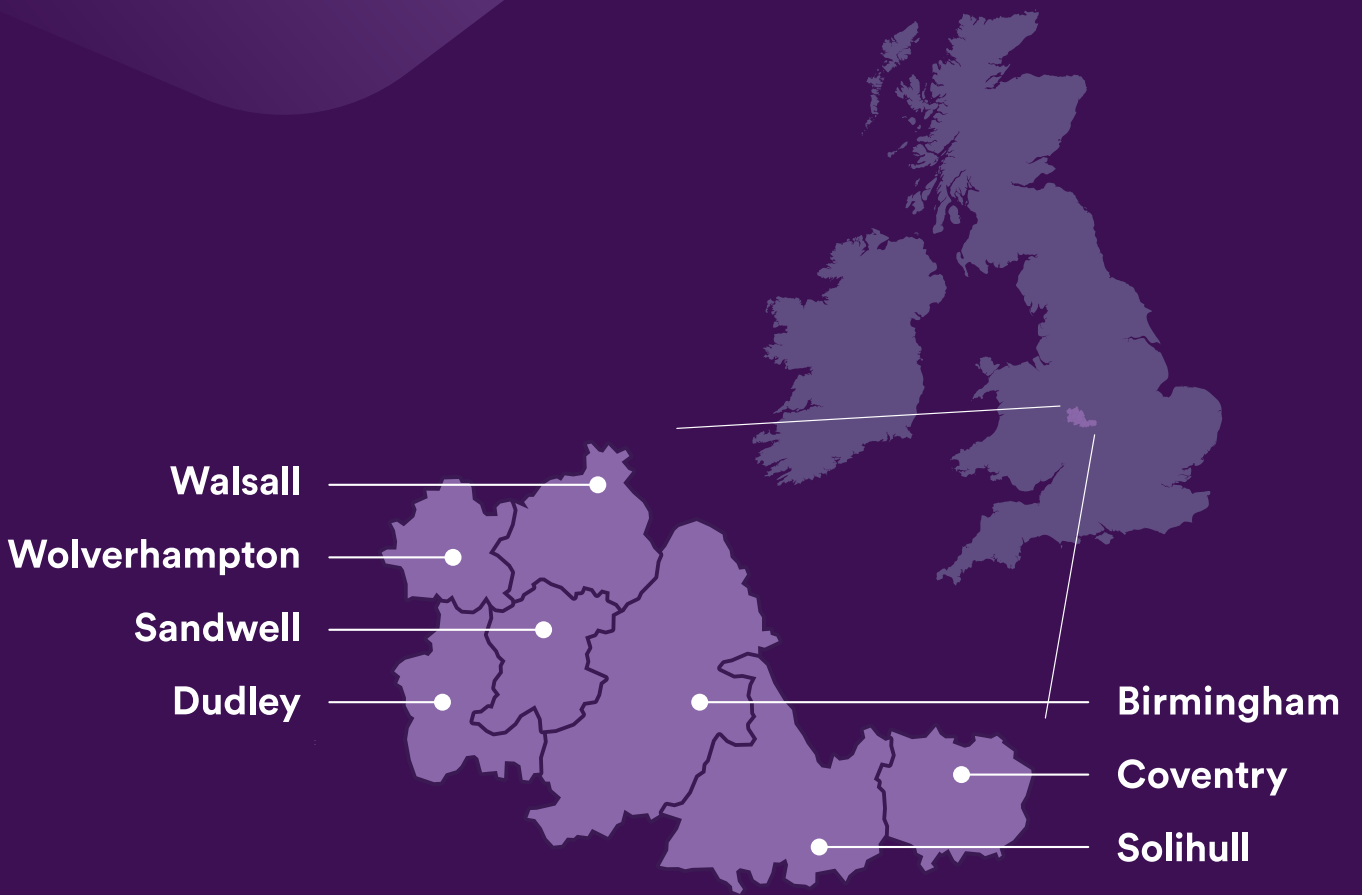 Walsall
Wolverhampton
Sandwell
Dudley
Birmingham
Coventry
Solihull